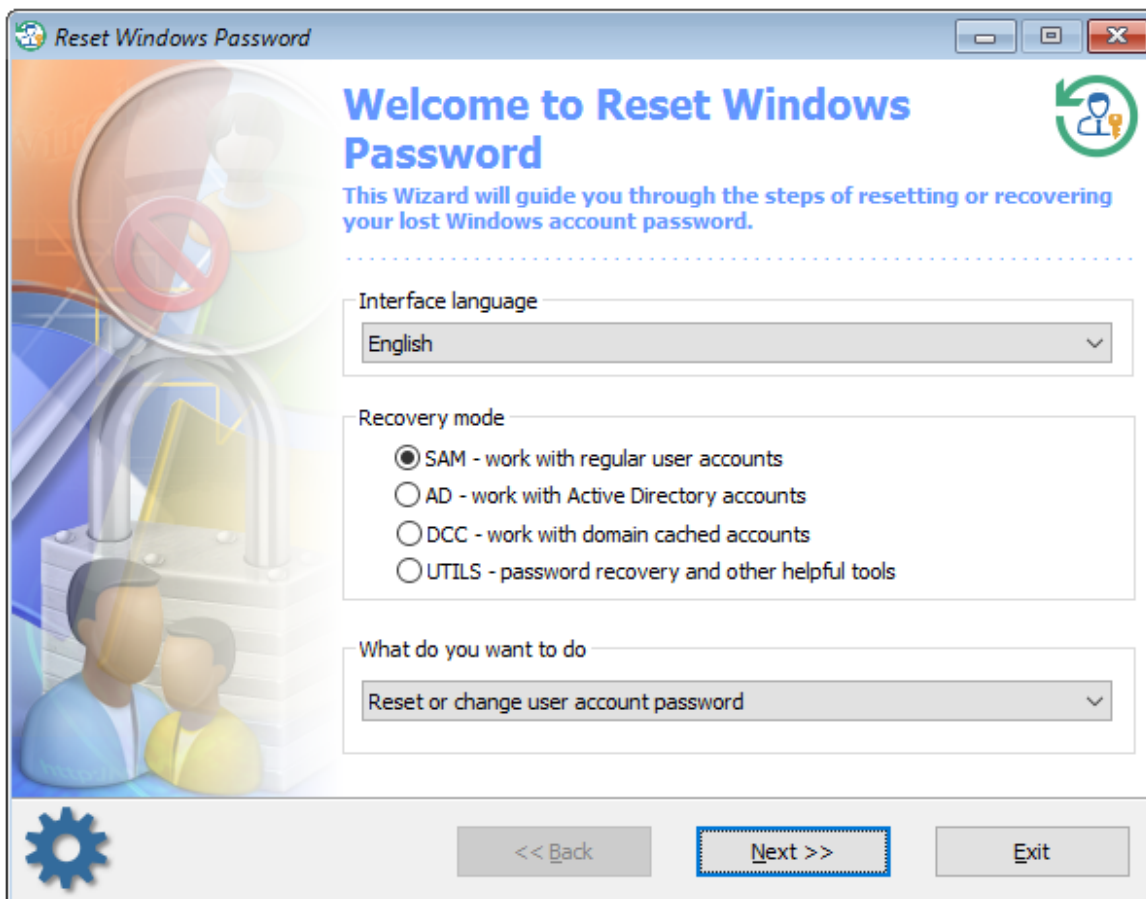 Reset Windows Password
Welcome to Reset Windows
Password
This Wizard will guide you through the steps of resetting or recovering
your lost Windows account password.
Interface language
English
Recovery mode
SAM - work with regular user accounts
AD - work with Active Directory accounts
DCC - work with domain cached accounts
UTILS - password recovery and other helpful tools
What do you want to do
Reset or change user account password
<< Back
Next >>
Exit